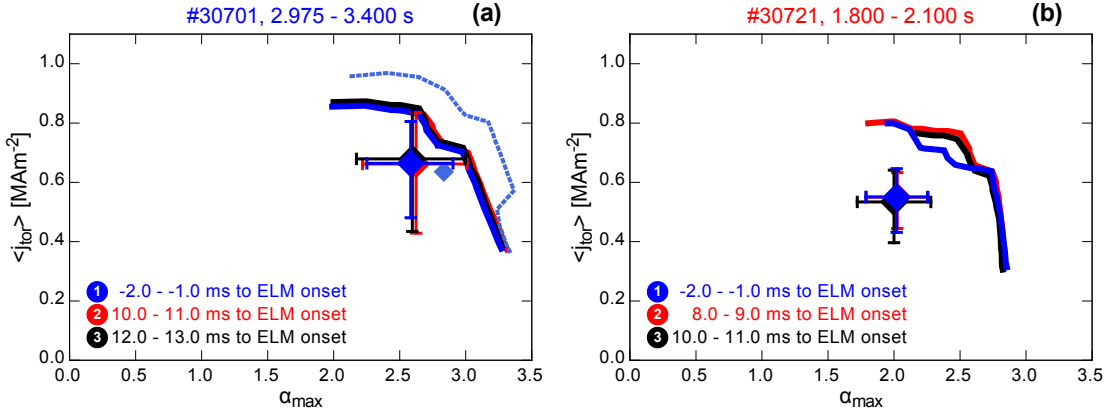 #30701, 2.975 - 3.400 s
(a)
<j_tor> [MAm⁻²]
1.0
0.8
0.6
0.4
0.2
0.0
1 -2.0 - -1.0 ms to ELM onset
2 10.0 - 11.0 ms to ELM onset
3 12.0 - 13.0 ms to ELM onset
0.0 0.5 1.0 1.5 2.0 2.5 3.0 3.5
α_max
#30721, 1.800 - 2.100 s
(b)
<j_tor> [MAm⁻²]
1.0
0.8
0.6
0.4
0.2
0.0
1 -2.0 - -1.0 ms to ELM onset
2 8.0 - 9.0 ms to ELM onset
3 10.0 - 11.0 ms to ELM onset
0.0 0.5 1.0 1.5 2.0 2.5 3.0 3.5
α_max